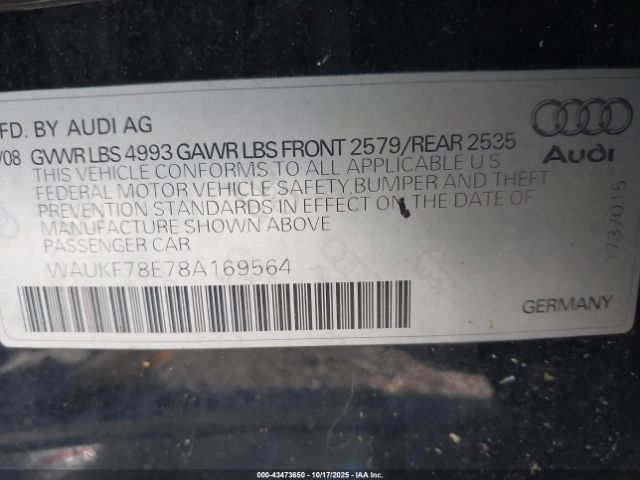 FD. BY AUDI AG
/08 GVWR LBS 4993 GAWR LBS FRONT 2579/REAR 2535
THIS VEHICLE CONFORMS TO ALL APPLICABLE U S
FEDERAL MOTOR VEHICLE SAFETY, BUMPER AND THEFT
PREVENTION STANDARDS IN EFFECT ON THE DATE OF
MANUFACTURE SHOWN ABOVE
PASSENGER CAR
WAUKF78E78A169564
Audi
1737015
GERMANY
000-43473650 - 10/17/2025 - IAA Inc.